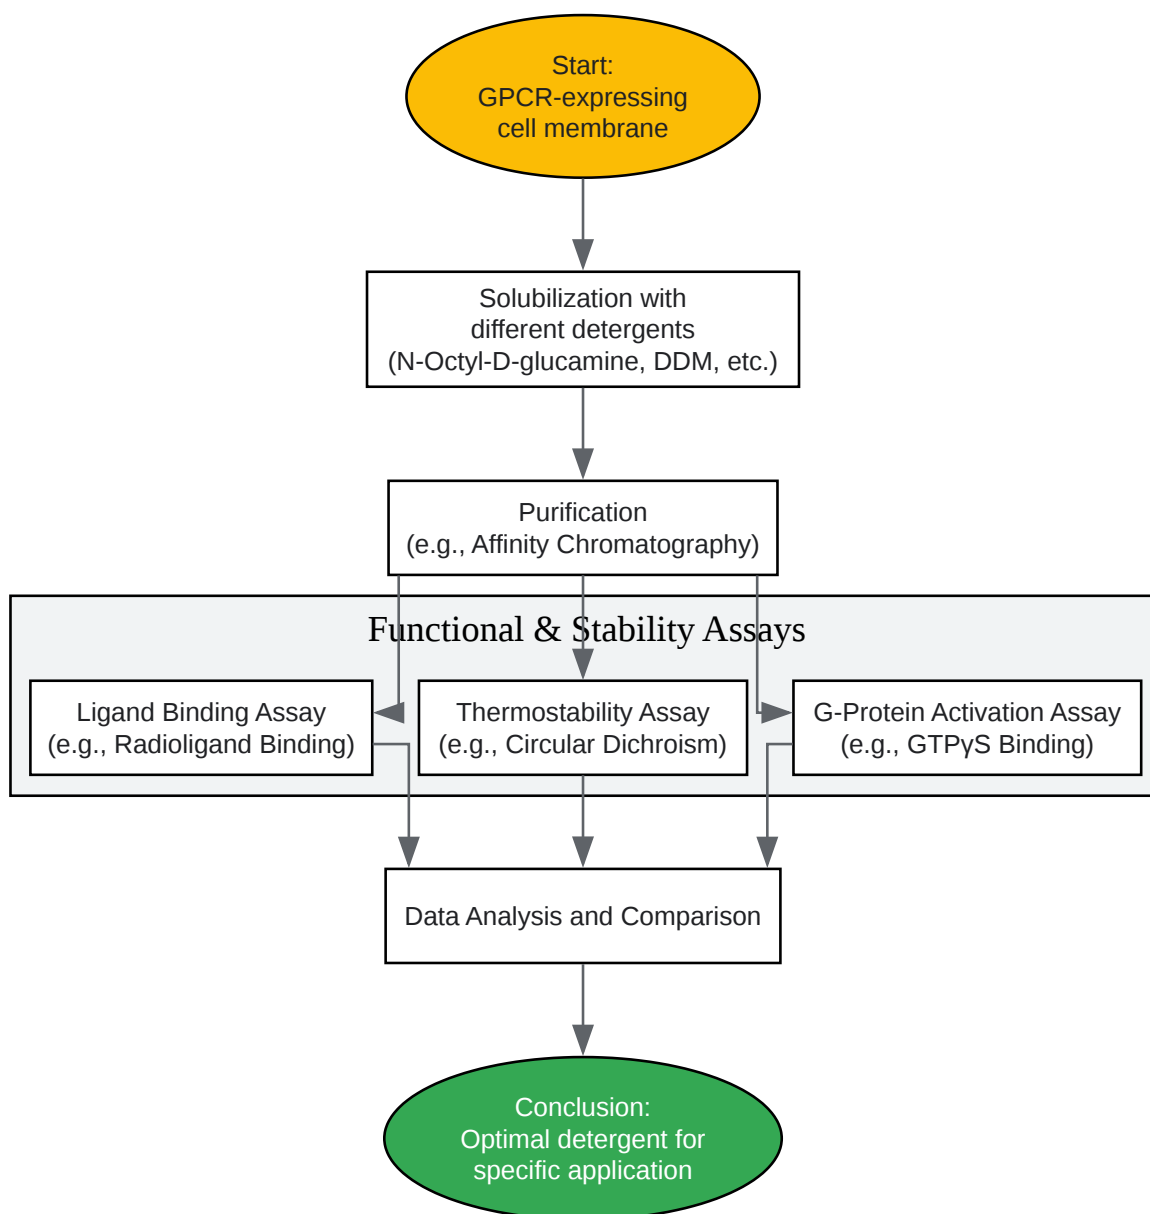 Start:
GPCR-expressing
cell membrane
Solubilization with
different detergents
(N-Octyl-D-glucamine, DDM, etc.)
Purification
(e.g., Affinity Chromatography)
Functional & Stability Assays
Ligand Binding Assay
(e.g., Radioligand Binding)
Thermostability Assay
(e.g., Circular Dichroism)
G-Protein Activation Assay
(e.g., GTPγS Binding)
Data Analysis and Comparison
Conclusion:
Optimal detergent for
specific application